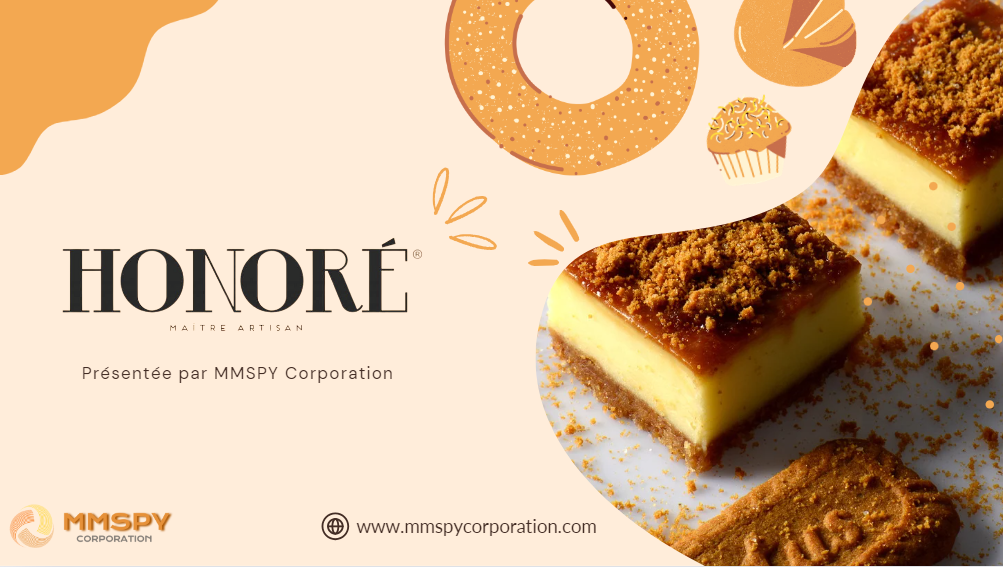 HONORÉ®
MAITRE ARTISAN
Présentée par MMSPY Corporation
MMSPY
CORPORATION
www.mmspycorporation.com